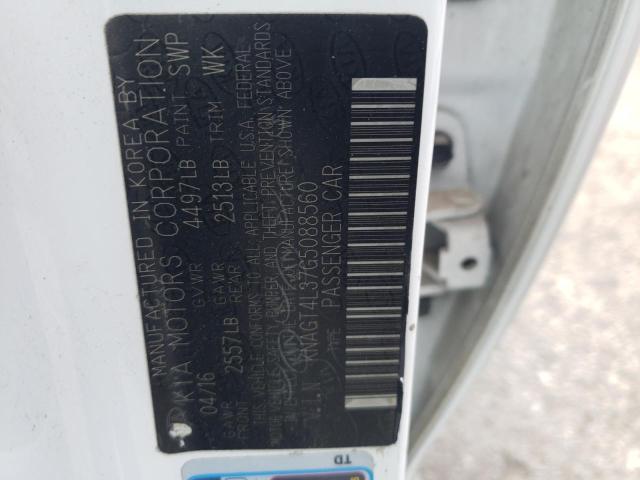 MANUFACTURED IN KOREA BY
KIA MOTORS CORPORATION
04/16 GVWR 4497LB PAINT SWP
GAWR FRONT 2557LB GAWR REAR 2513LB TRIM WK
THIS VEHICLE CONFORMS TO ALL APPLICABLE U.S.A. FEDERAL
MOTOR VEHICLE SAFETY, BUMPER AND THEFT PREVENTION STANDARDS
IN EFFECT ON THE DATE OF MANUFACTURE SHOWN ABOVE
V.I.N KNAGT4L37G5088560
TYPE PASSENGER CAR
TD